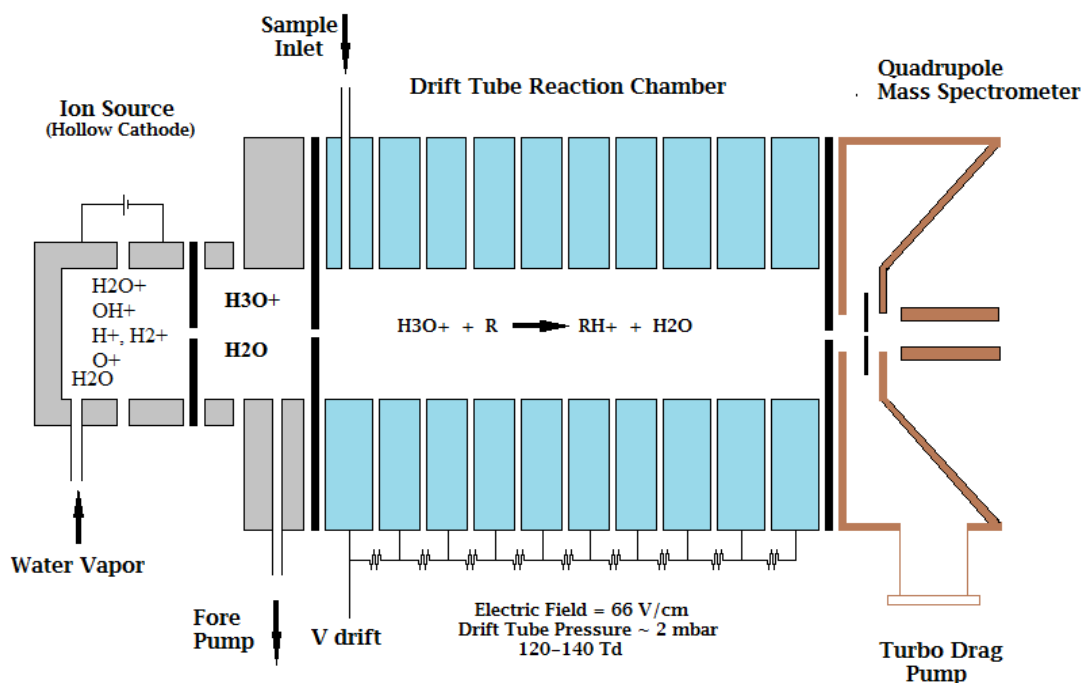 Sample
Inlet
Drift Tube Reaction Chamber
Quadrupole
Mass Spectrometer
Ion Source
(Hollow Cathode)
H2O+
OH+
H+, H2+
O+
H2O
H3O+
H2O
H3O+ + R → RH+ + H2O
Water Vapor
Fore
Pump
V drift
Electric Field = 66 V/cm
Drift Tube Pressure ~ 2 mbar
120-140 Td
Turbo Drag
Pump